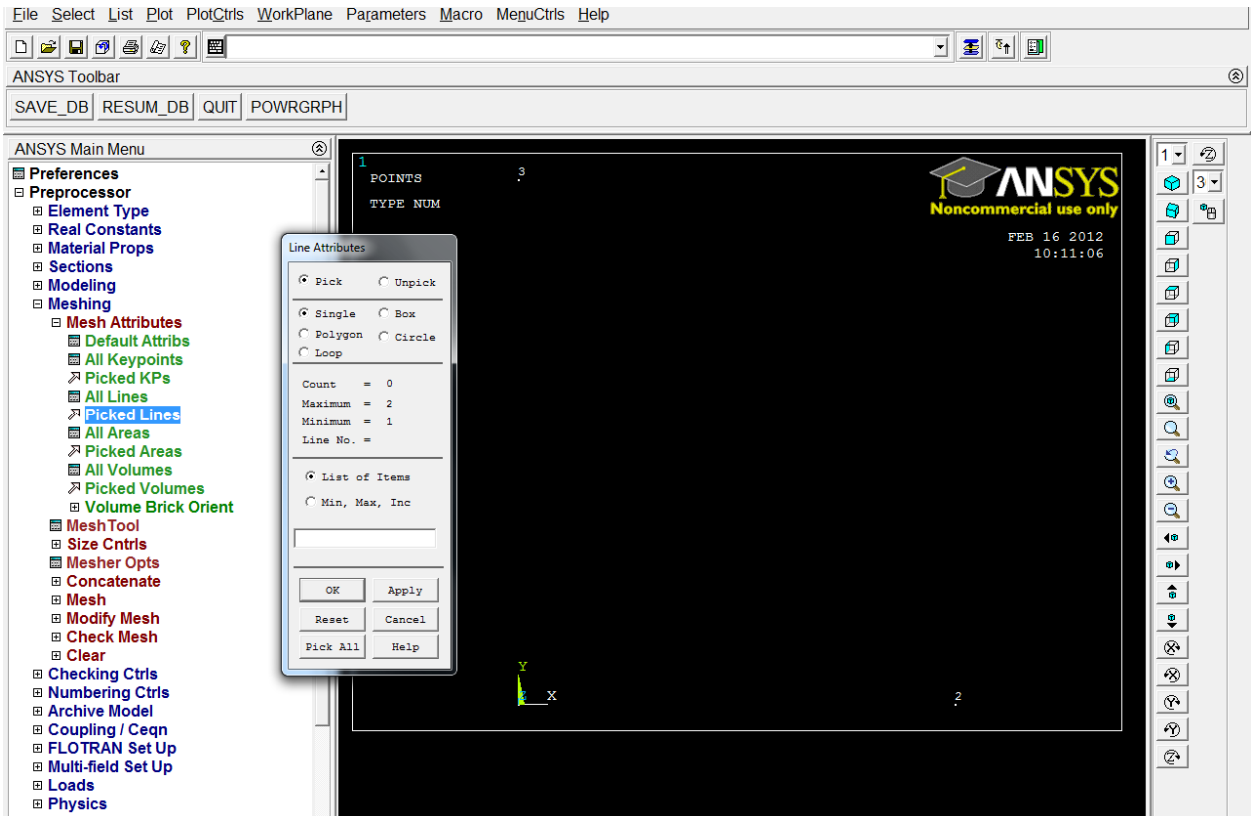 File Select List Plot PlotCtrls WorkPlane Parameters Macro MenuCtrls Help
ANSYS Toolbar
SAVE_DB RESUM_DB QUIT POWRGRPH
ANSYS Main Menu
Preferences
Preprocessor
Element Type
Real Constants
Material Props
Sections
Modeling
Meshing
Mesh Attributes
Default Attribs
All Keypoints
Picked KPs
All Lines
Picked Lines
All Areas
Picked Areas
All Volumes
Picked Volumes
Volume Brick Orient
MeshTool
Size Cntrls
Mesher Opts
Concatenate
Mesh
Modify Mesh
Check Mesh
Clear
Checking Ctrls
Numbering Ctrls
Archive Model
Coupling / Ceqn
FLOTRAN Set Up
Multi-field Set Up
Loads
Physics
Line Attributes
Pick Unpick
Single Box
Polygon Circle
Loop
Count = 0
Maximum = 2
Minimum = 1
Line No. =
List of Items
Min, Max, Inc
OK Apply
Reset Cancel
Pick All Help
1
POINTS
TYPE NUM
3
ANSYS
Noncommercial use only
FEB 16 2012
10:11:06
Y
X
2
1
3